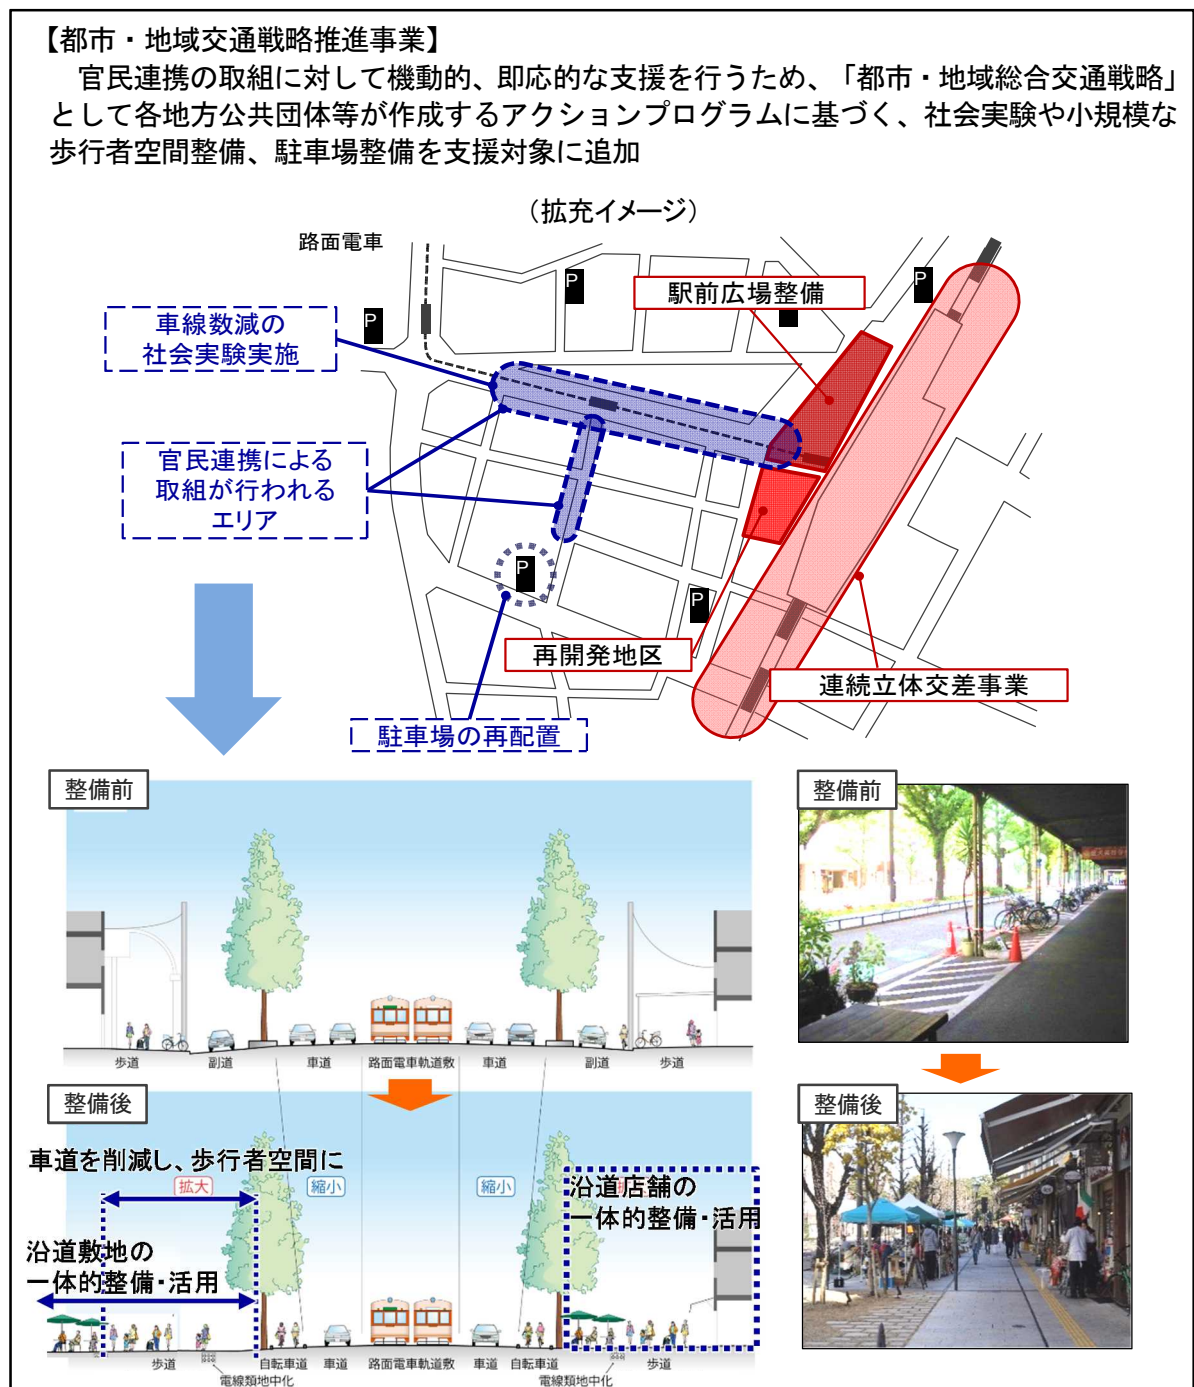 【都市・地域交通戦略推進事業】
官民連携の取組に対して機動的、即応的な支援を行うため、「都市・地域総合交通戦略」
として各地方公共団体等が作成するアクションプログラムに基づく、社会実験や小規模な
歩行者空間整備、駐車場整備を支援対象に追加
（拡充イメージ）
路面電車
P
P
P
P
駅前広場整備
車線数減の
社会実験実施
官民連携による
取組が行われる
エリア
P
P
再開発地区
連続立体交差事業
駐車場の再配置
整備前
歩道
副道
車道
路面電車軌道敷
車道
副道
歩道
整備前
整備後
車道を削減し、歩行者空間に
拡大
縮小
縮小
沿道店舗の
一体的整備・活用
沿道敷地の
一体的整備・活用
歩道
自転車道
車道
路面電車軌道敷
車道
自転車道
歩道
電線類地中化
電線類地中化
整備後